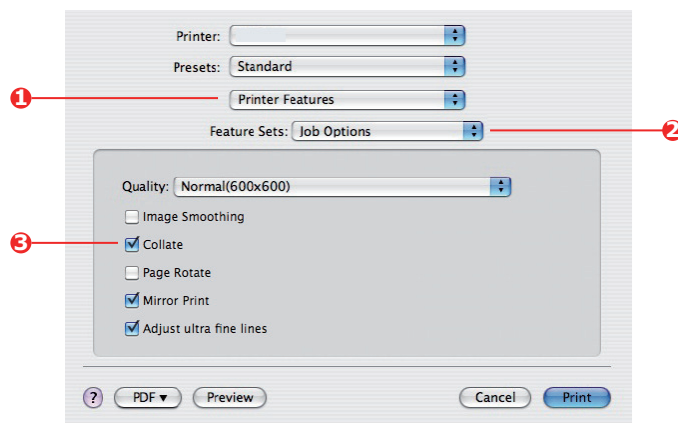 Printer:
Presets: Standard
1 Printer Features
Feature Sets: Job Options 2
Quality: Normal(600x600)
Image Smoothing
3 Collate
Page Rotate
Mirror Print
Adjust ultra fine lines
? PDF ▼ Preview Cancel Print